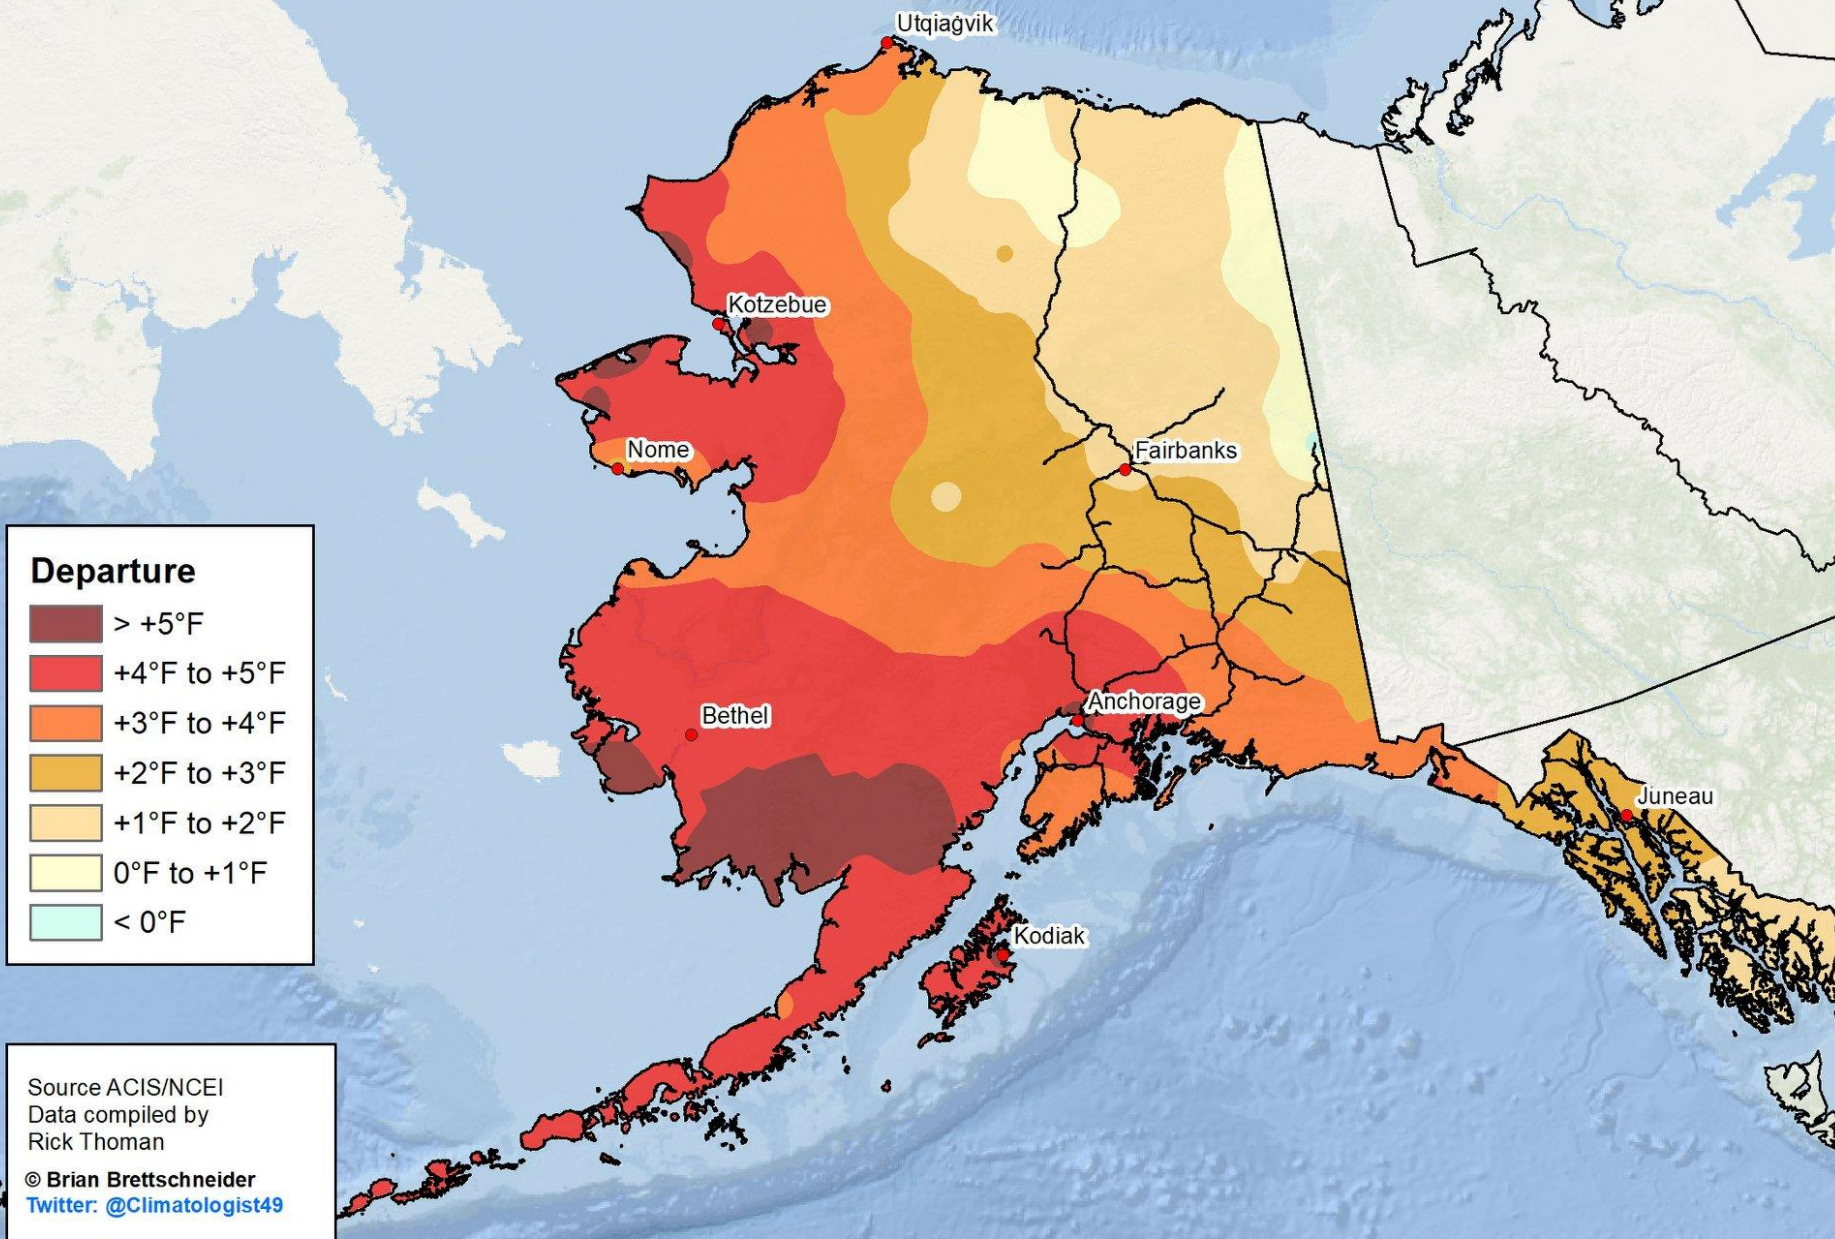 Utqiaġvik
Kotzebue
Nome
Fairbanks
Bethel
Anchorage
Juneau
Kodiak
Departure
> +5°F
+4°F to +5°F
+3°F to +4°F
+2°F to +3°F
+1°F to +2°F
0°F to +1°F
< 0°F
Source ACIS/NCEI
Data compiled by
Rick Thoman
© Brian Brettschneider
Twitter: @Climatologist49